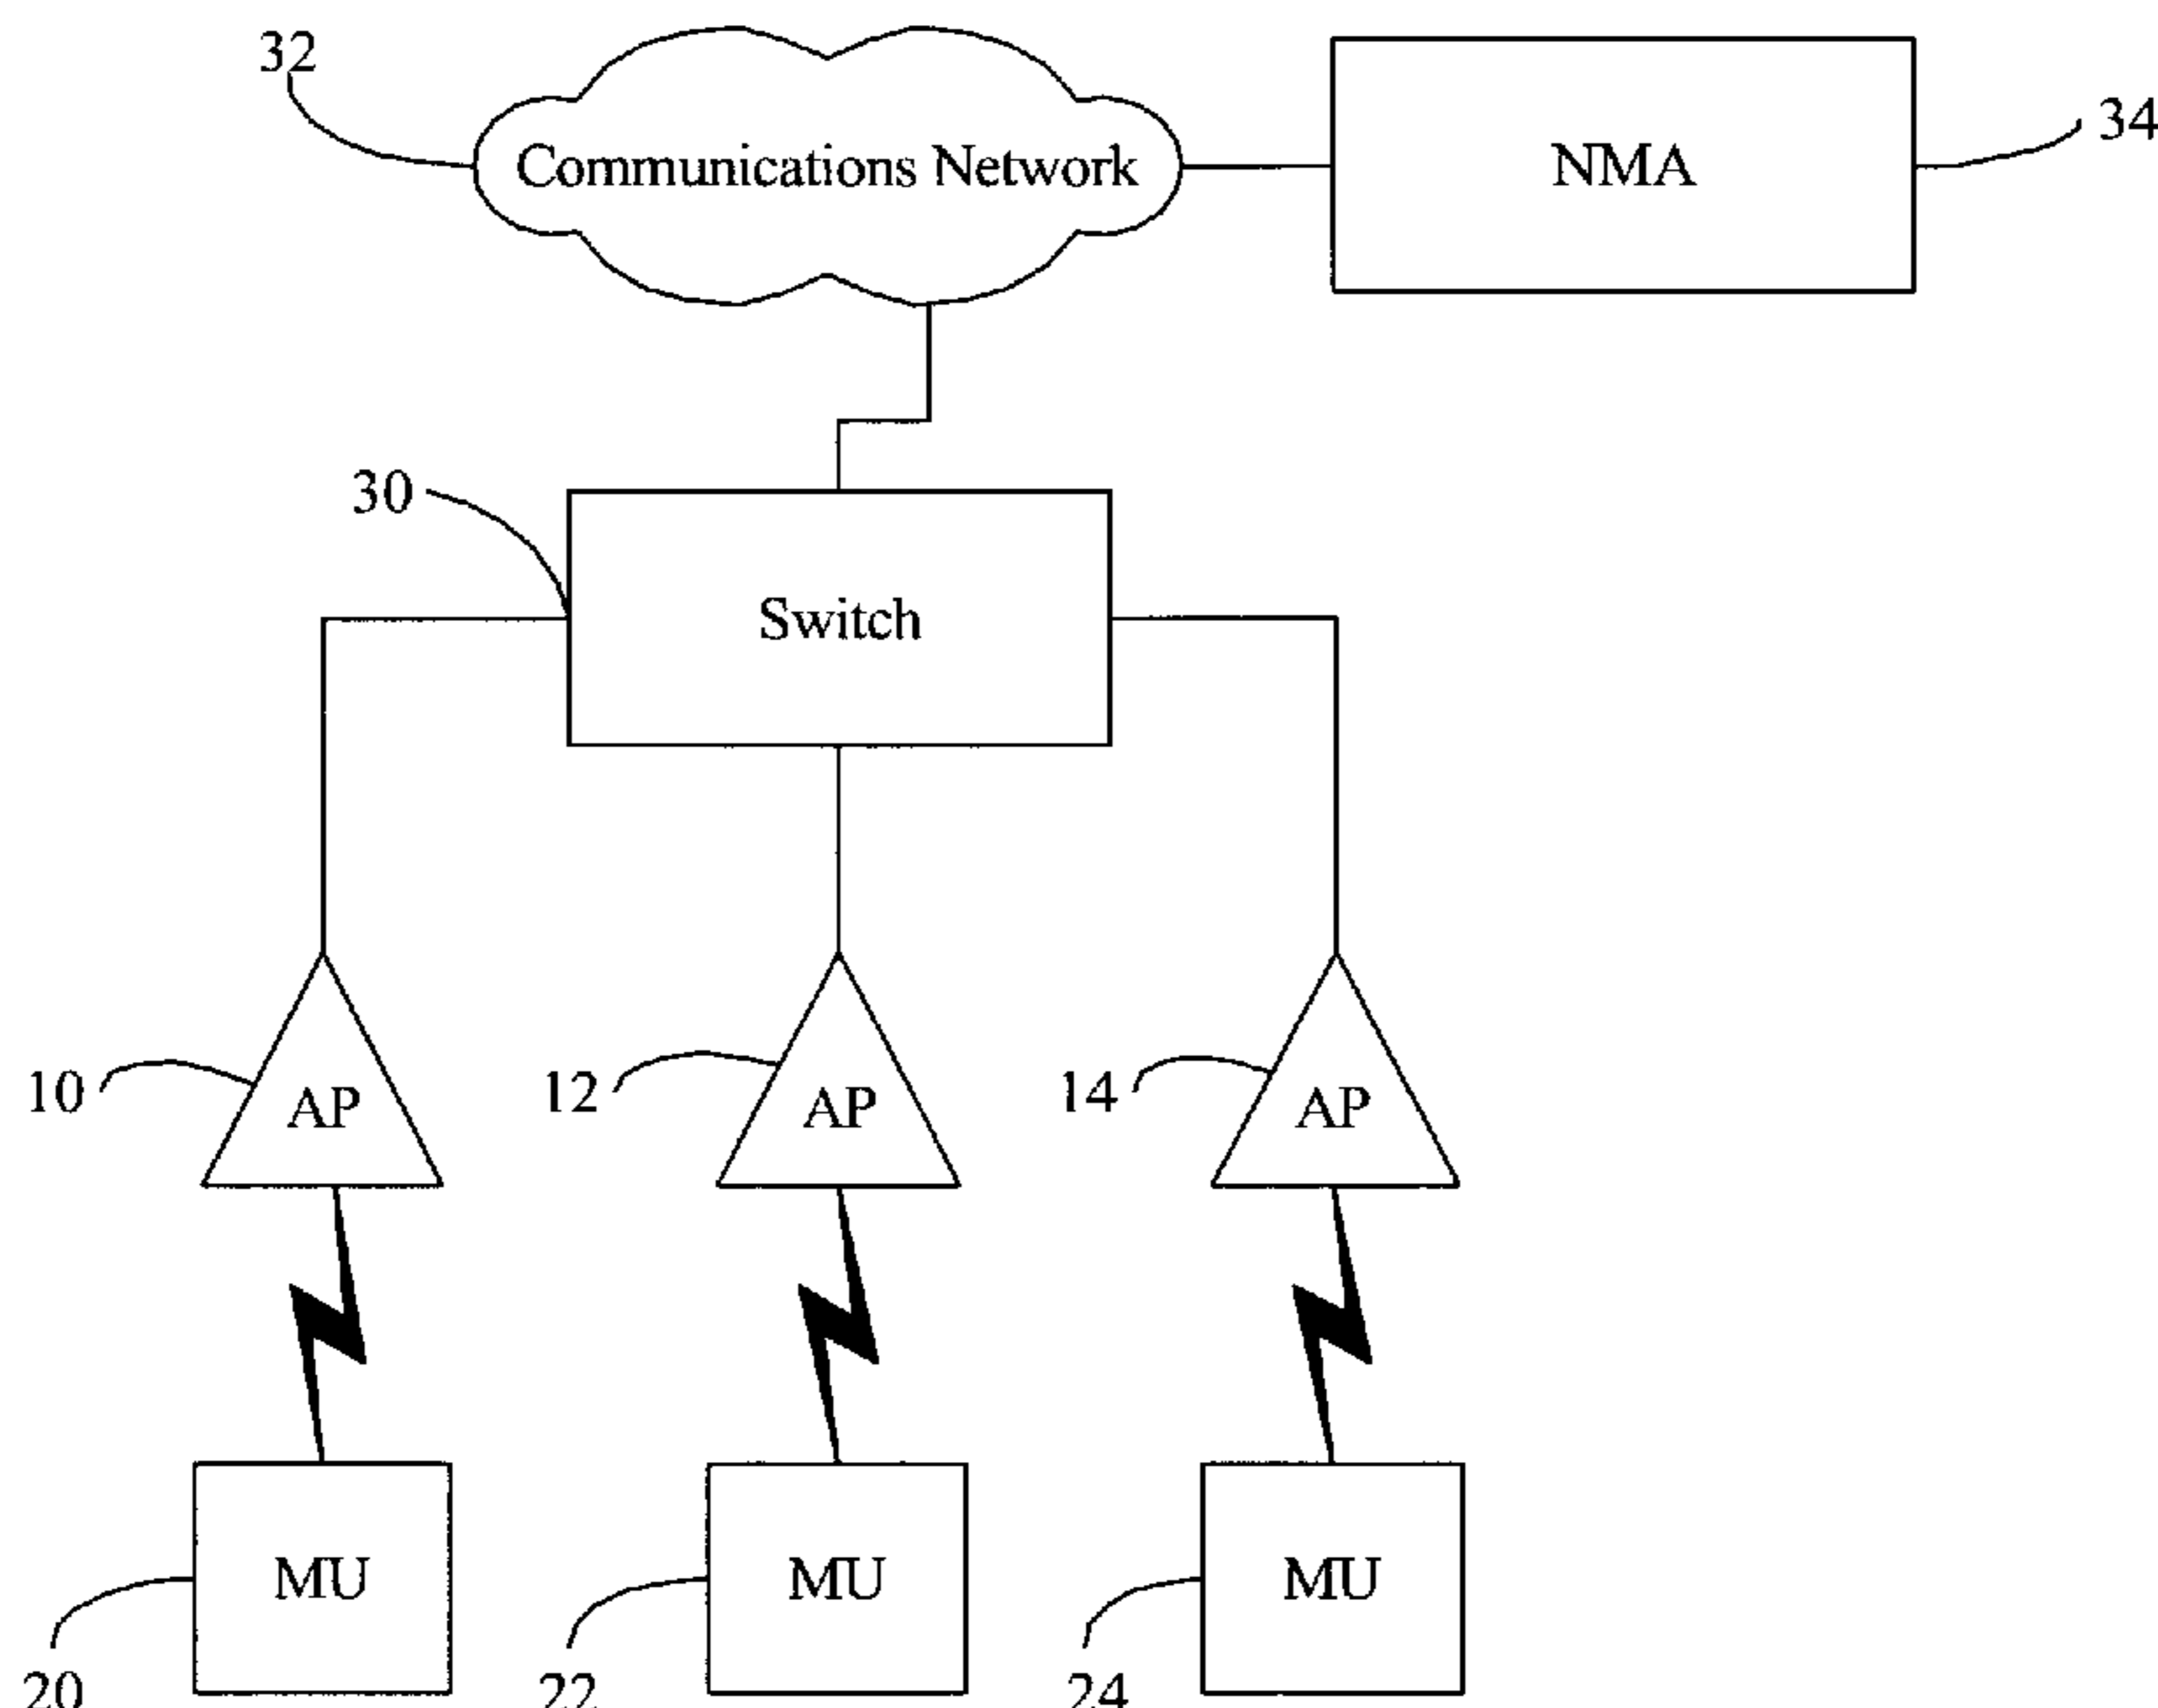 32
Communications Network
NMA
34
30
Switch
10
AP
12
AP
14
AP
MU
MU
MU
20
22
24